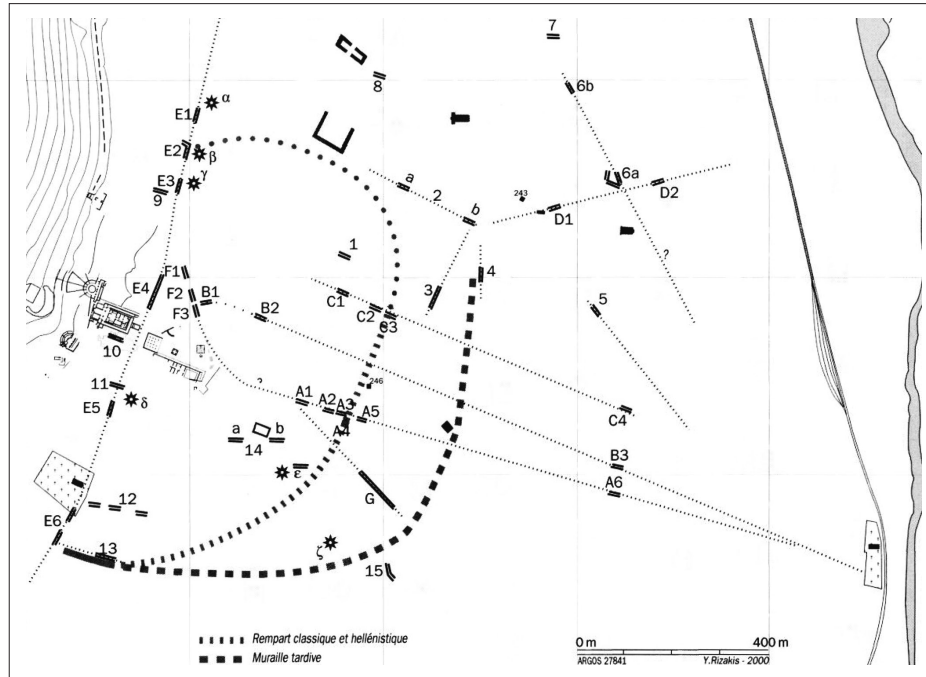 7
8
6b
E1
α
E2
β
E3
γ
9
a
2
b
243
6a
D1
D2
1
?
F1
E4
F2
B1
F3
C1
B2
C2
C3
3
4
5
10
11
E5
δ
?
246
A1
A2
A3
A4
A5
C4
a
b
14
ε
G
B3
A6
12
E6
13
ζ
15
Rempart classique et hellénistique
Muraille tardive
0 m
400 m
ARGOS 27841
Y.Rizakis - 2000